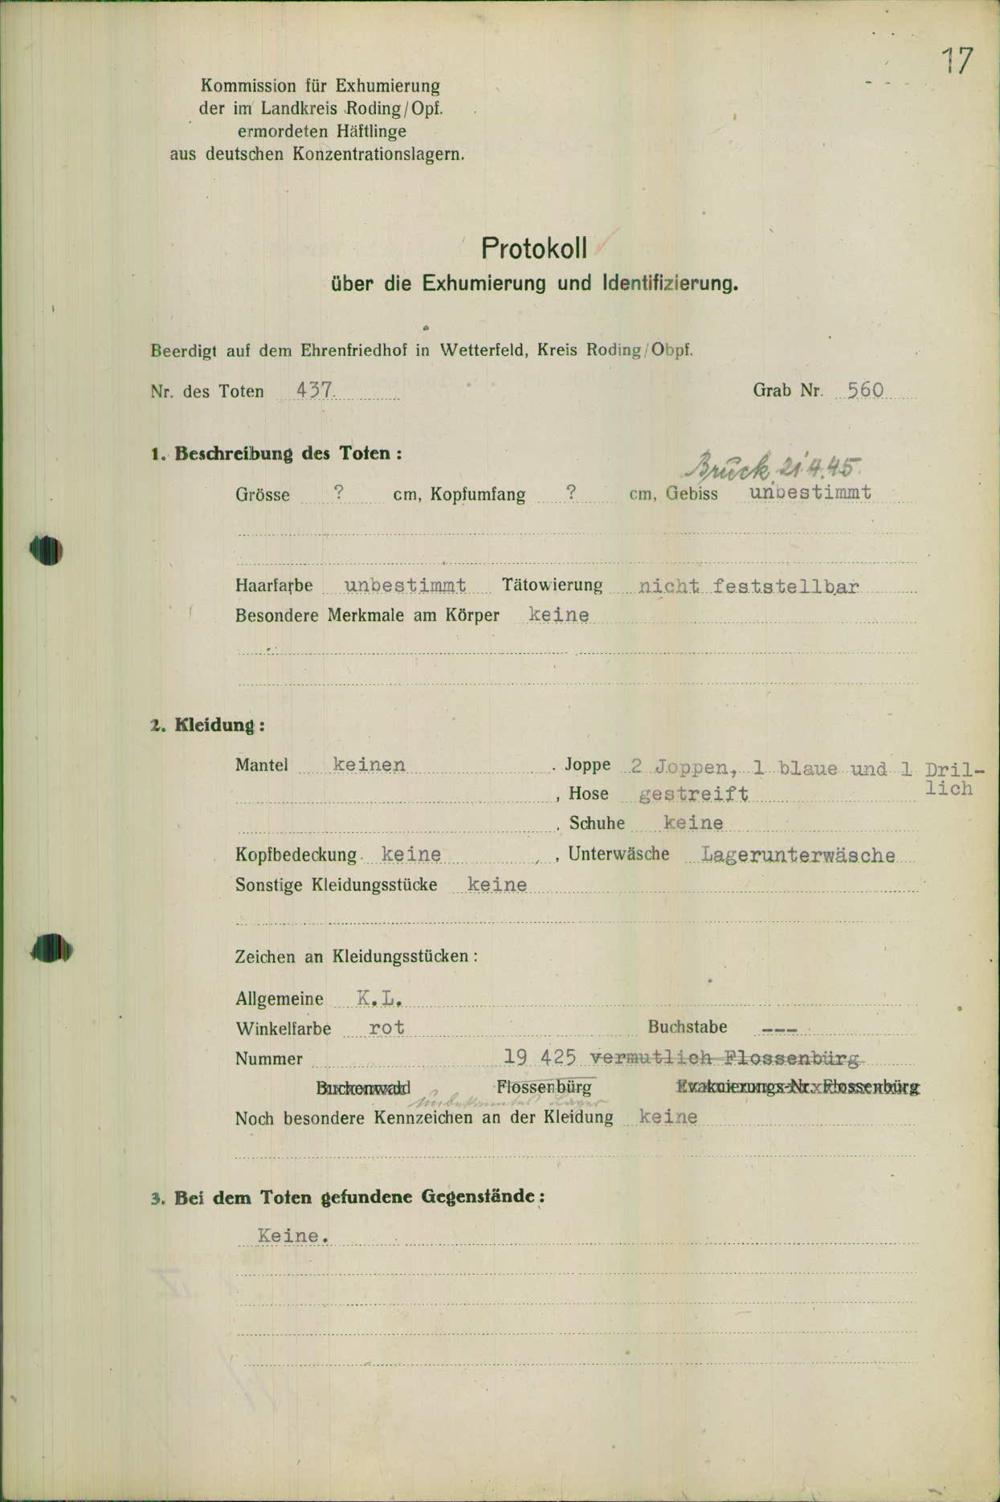 17
Kommission für Exhumierung
der im Landkreis Roding/Opf.
ermordeten Häftlinge
aus deutschen Konzentrationslagern.
Protokoll
über die Exhumierung und Identifizierung.
Beerdigt auf dem Ehrenfriedhof in Wetterfeld, Kreis Roding/Obpf.
Nr. des Toten 437. Grab Nr. 560
1. Beschreibung des Toten :
Bruck 21.4.45
Grösse ? cm, Kopfumfang ? cm, Gebiss unbestimmt
Haarfarbe unbestimmt Tätowierung nicht feststellbar
Besondere Merkmale am Körper keine
2. Kleidung :
Mantel keinen . Joppe 2 Joppen, 1 blaue und 1 Dril-
lich
, Hose gestreift
, Schuhe keine
Kopfbedeckung keine , Unterwäsche Lagerunterwäsche
Sonstige Kleidungsstücke keine
Zeichen an Kleidungsstücken :
Allgemeine K.L.
Winkelfarbe rot Buchstabe ---
Nummer 19 425 vermutlich Flossenbürg
Buchenwald Flossenbürg Evakuierungs-Nr. Flossenbürg
Unbekanntes Lager
Noch besondere Kennzeichen an der Kleidung keine
3. Bei dem Toten gefundene Gegenstände :
Keine.